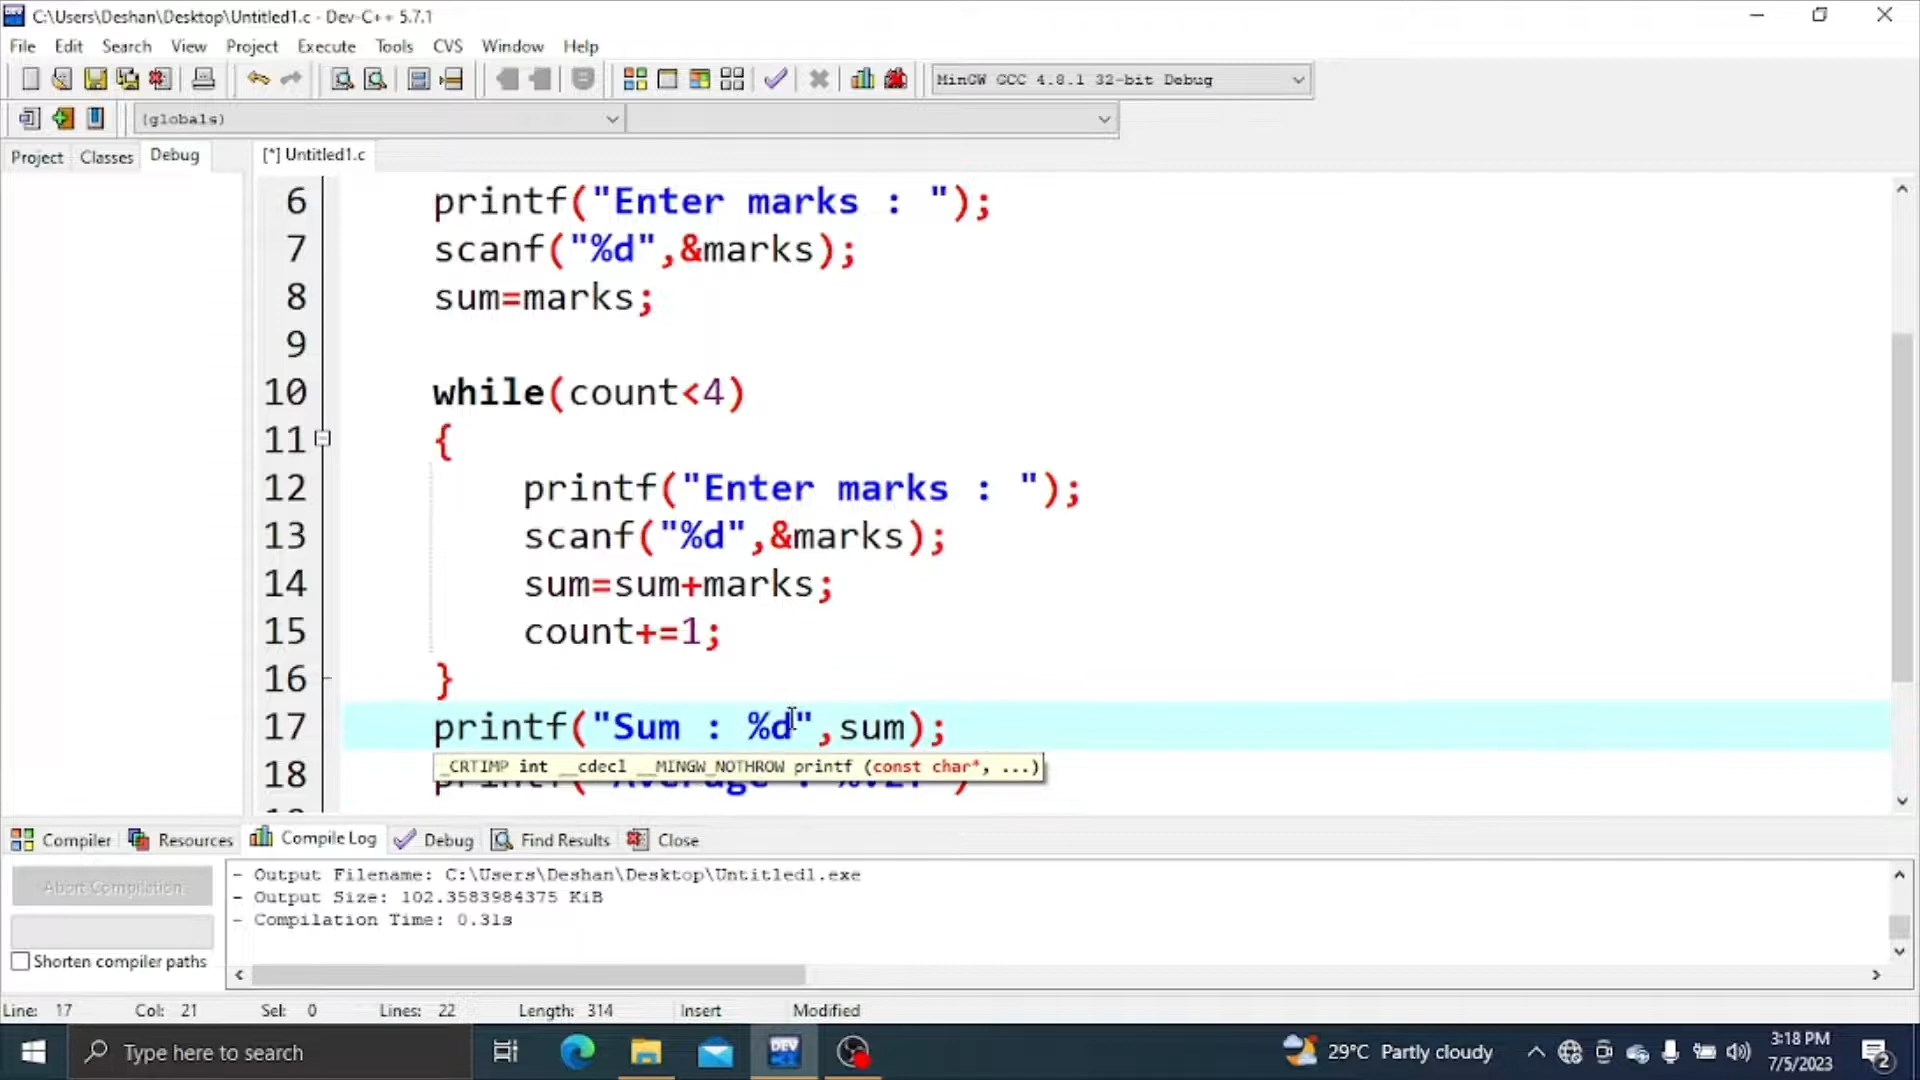 C:\Users\Deshan\Desktop\Untitled1.c - Dev-C++ 5.7.1
File Edit Search View Project Execute Tools CVS Window Help
MinGW GCC 4.8.1 32-bit Debug
(globals)
Project Classes Debug [*] Untitled1.c
6 printf("Enter marks : ");
7 scanf("%d",&marks);
8 sum=marks;
9
10 while(count<4)
11 {
12 printf("Enter marks : ");
13 scanf("%d",&marks);
14 sum=sum+marks;
15 count+=1;
16 }
17 printf("Sum : %d",sum);
_CRTIMP int __cdecl __MINGW_NOTHROW printf (const char*, ...)
18 printf("Average :
Compiler Resources Compile Log Debug Find Results Close
Abort Compilation
- Output Filename: C:\Users\Deshan\Desktop\Untitled1.exe
- Output Size: 102.3583984375 KiB
- Compilation Time: 0.31s
Shorten compiler paths
Line: 17 Col: 21 Sel: 0 Lines: 22 Length: 314 Insert Modified
Type here to search
DEV
29°C Partly cloudy
3:18 PM
7/5/2023
2